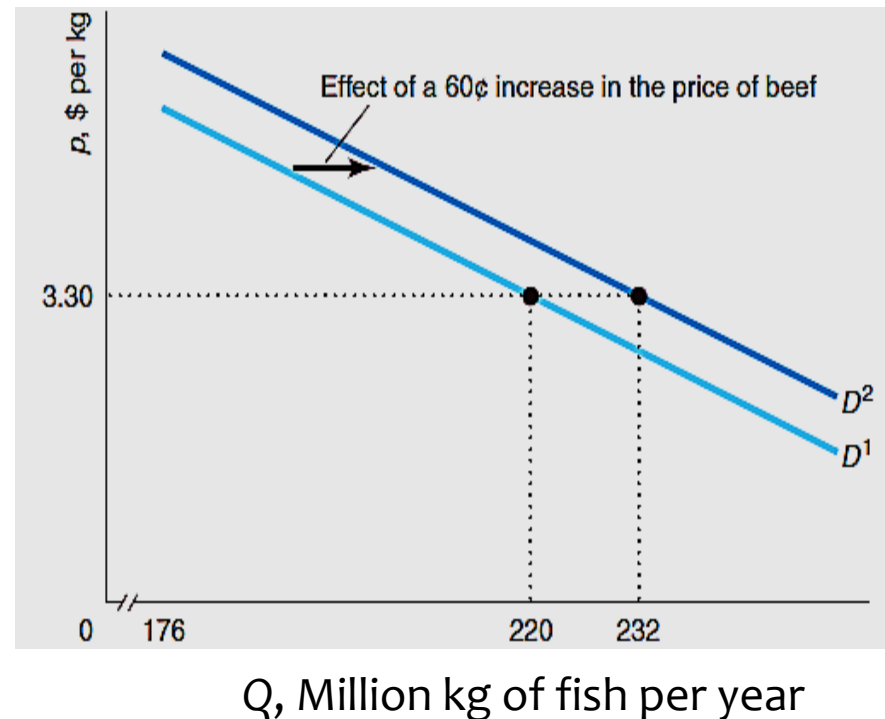 p, $ per kg
Effect of a 60¢ increase in the price of beef
3.30
D²
D¹
0 176 220 232
Q, Million kg of fish per year